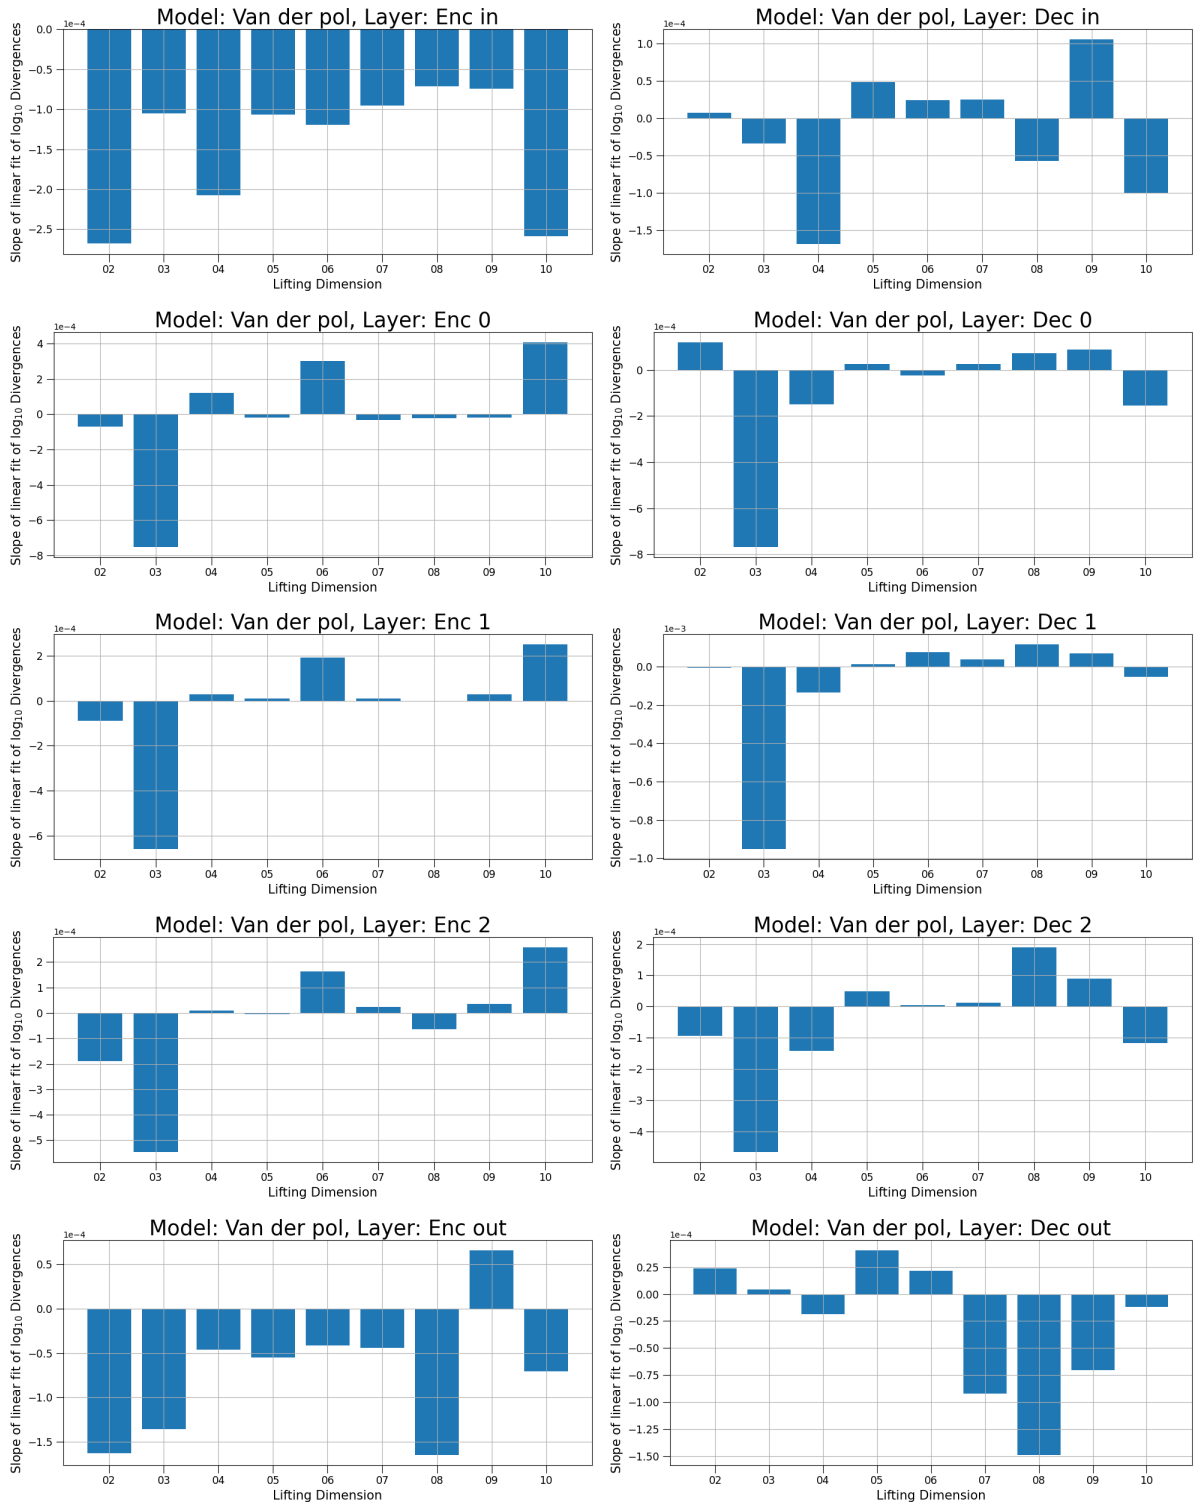 Model: Van der pol, Layer: Enc in
1e−4
Slope of linear fit of log10 Divergences
0.0
−0.5
−1.0
−1.5
−2.0
−2.5
02 03 04 05 06 07 08 09 10
Lifting Dimension
Model: Van der pol, Layer: Dec in
1e−4
Slope of linear fit of log10 Divergences
1.0
0.5
0.0
−0.5
−1.0
−1.5
02 03 04 05 06 07 08 09 10
Lifting Dimension
Model: Van der pol, Layer: Enc 0
1e−4
Slope of linear fit of log10 Divergences
4
2
0
−2
−4
−6
−8
02 03 04 05 06 07 08 09 10
Lifting Dimension
Model: Van der pol, Layer: Dec 0
1e−4
Slope of linear fit of log10 Divergences
0
−2
−4
−6
−8
02 03 04 05 06 07 08 09 10
Lifting Dimension
Model: Van der pol, Layer: Enc 1
1e−4
Slope of linear fit of log10 Divergences
2
0
−2
−4
−6
02 03 04 05 06 07 08 09 10
Lifting Dimension
Model: Van der pol, Layer: Dec 1
1e−3
Slope of linear fit of log10 Divergences
0.0
−0.2
−0.4
−0.6
−0.8
−1.0
02 03 04 05 06 07 08 09 10
Lifting Dimension
Model: Van der pol, Layer: Enc 2
1e−4
Slope of linear fit of log10 Divergences
2
1
0
−1
−2
−3
−4
−5
02 03 04 05 06 07 08 09 10
Lifting Dimension
Model: Van der pol, Layer: Dec 2
1e−4
Slope of linear fit of log10 Divergences
2
1
0
−1
−2
−3
−4
02 03 04 05 06 07 08 09 10
Lifting Dimension
Model: Van der pol, Layer: Enc out
1e−4
Slope of linear fit of log10 Divergences
0.5
0.0
−0.5
−1.0
−1.5
02 03 04 05 06 07 08 09 10
Lifting Dimension
Model: Van der pol, Layer: Dec out
1e−4
Slope of linear fit of log10 Divergences
0.25
0.00
−0.25
−0.50
−0.75
−1.00
−1.25
−1.50
02 03 04 05 06 07 08 09 10
Lifting Dimension